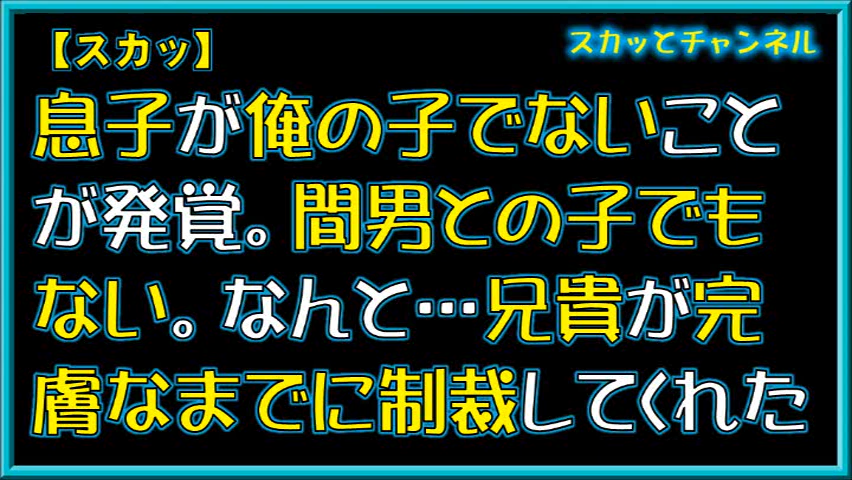 【スカッ】
スカッとチャンネル
息子が俺の子でないこと
が発覚。間男との子でも
ない。なんと…兄貴が完
膚なまでに制裁してくれた